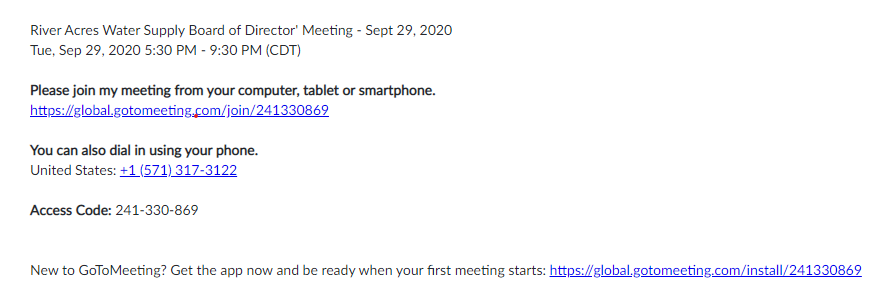 River Acres Water Supply Board of Director' Meeting - Sept 29, 2020
Tue, Sep 29, 2020 5:30 PM - 9:30 PM (CDT)
Please join my meeting from your computer, tablet or smartphone.
https://global.gotomeeting.com/join/241330869
You can also dial in using your phone.
United States: +1 (571) 317-3122
Access Code: 241-330-869
New to GoToMeeting? Get the app now and be ready when your first meeting starts: https://global.gotomeeting.com/install/241330869